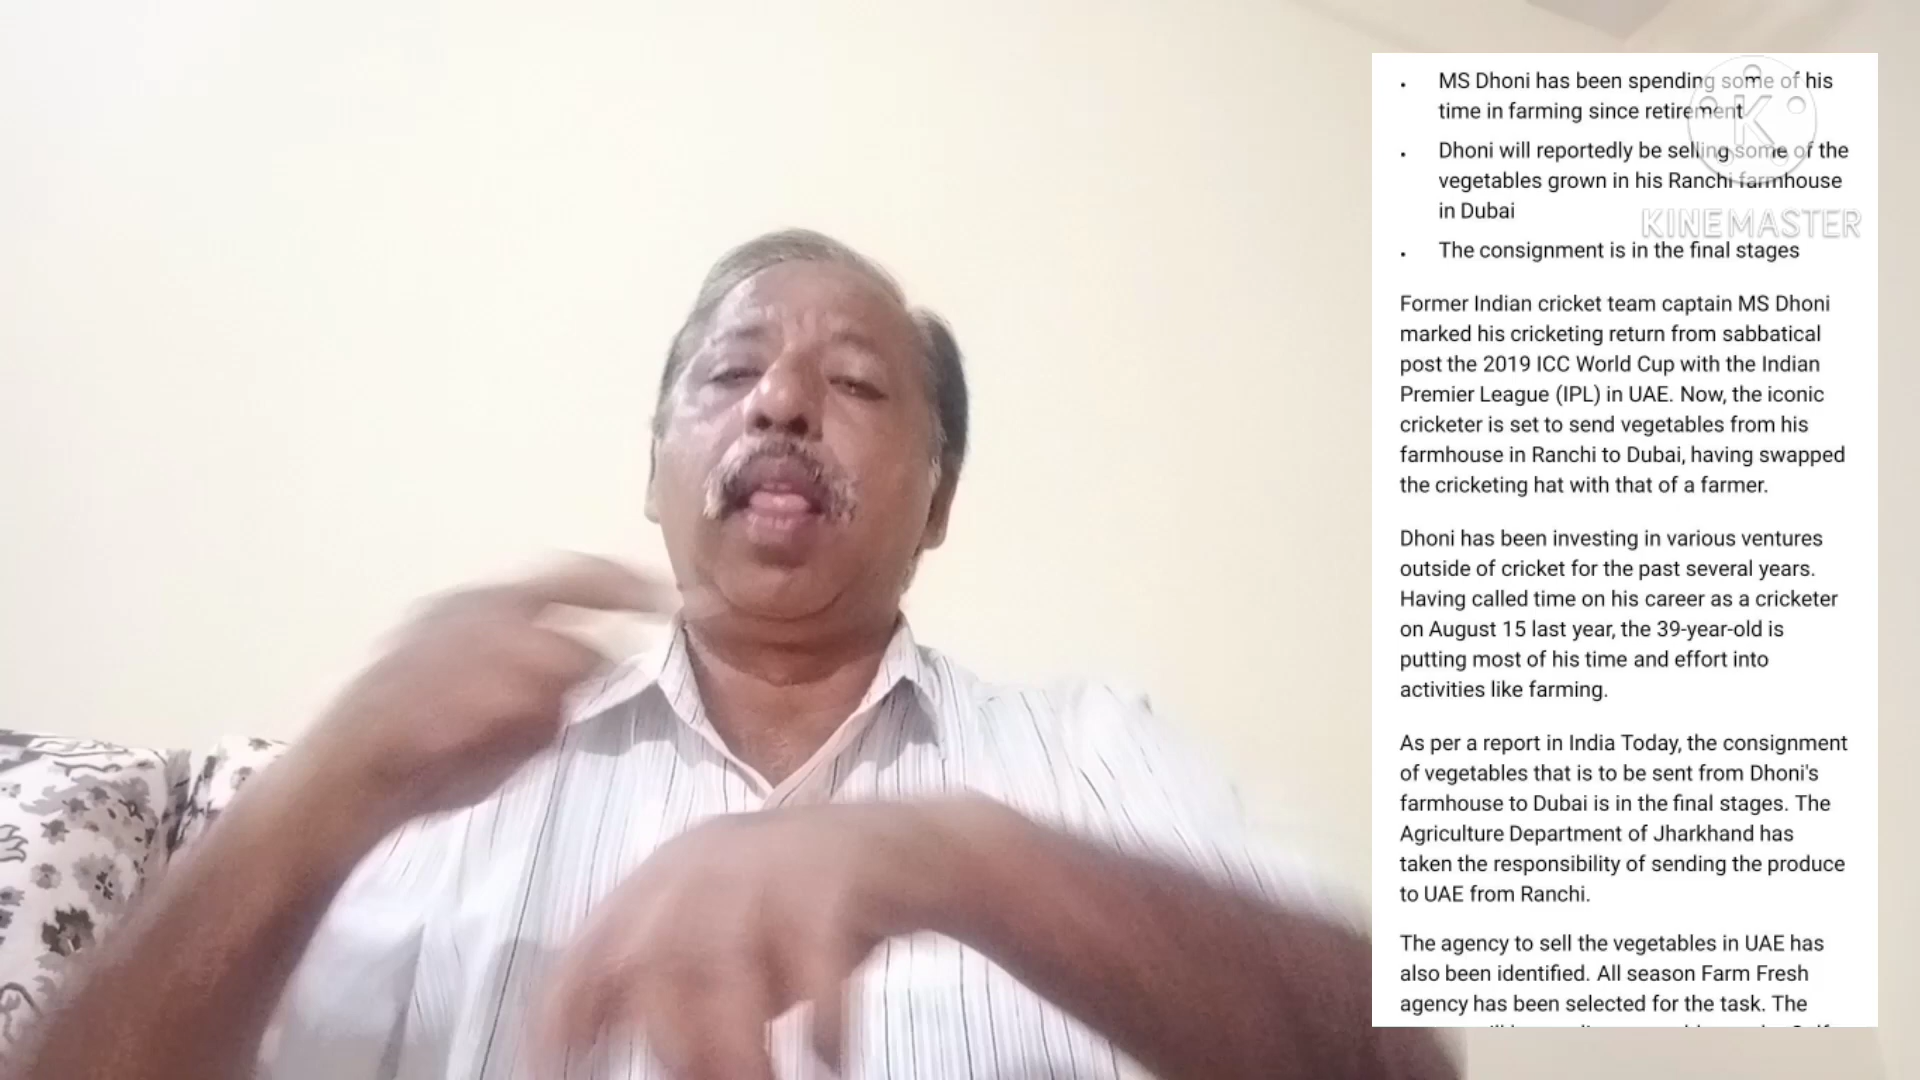 MS Dhoni has been spending some of his
time in farming since retirement
Dhoni will reportedly be selling some of the
vegetables grown in his Ranchi farmhouse
in Dubai
KINEMASTER
The consignment is in the final stages
Former Indian cricket team captain MS Dhoni
marked his cricketing return from sabbatical
post the 2019 ICC World Cup with the Indian
Premier League (IPL) in UAE. Now, the iconic
cricketer is set to send vegetables from his
farmhouse in Ranchi to Dubai, having swapped
the cricketing hat with that of a farmer.
Dhoni has been investing in various ventures
outside of cricket for the past several years.
Having called time on his career as a cricketer
on August 15 last year, the 39-year-old is
putting most of his time and effort into
activities like farming.
As per a report in India Today, the consignment
of vegetables that is to be sent from Dhoni's
farmhouse to Dubai is in the final stages. The
Agriculture Department of Jharkhand has
taken the responsibility of sending the produce
to UAE from Ranchi.
The agency to sell the vegetables in UAE has
also been identified. All season Farm Fresh
agency has been selected for the task. The